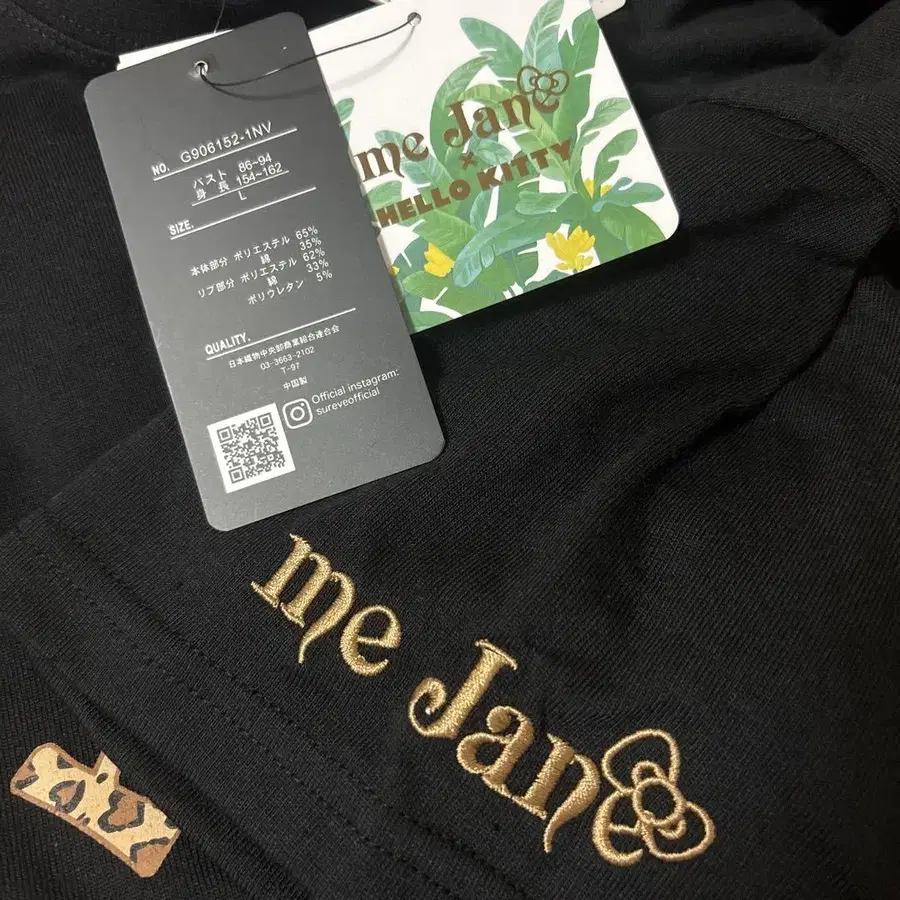 NO. G906152-1NV
バスト 86~94
身 長 154~162
L
SIZE.
本体部分 ポリエステル 65%
綿 35%
リブ部分 ポリエステル 62%
綿 33%
ポリウレタン 5%
QUALITY.
日本織物中央卸商業組合連合会
03-3663-2102
T-97
中国製
Official instagram:
sureveofficial
me Jane
×
HELLO KITTY
me Jane